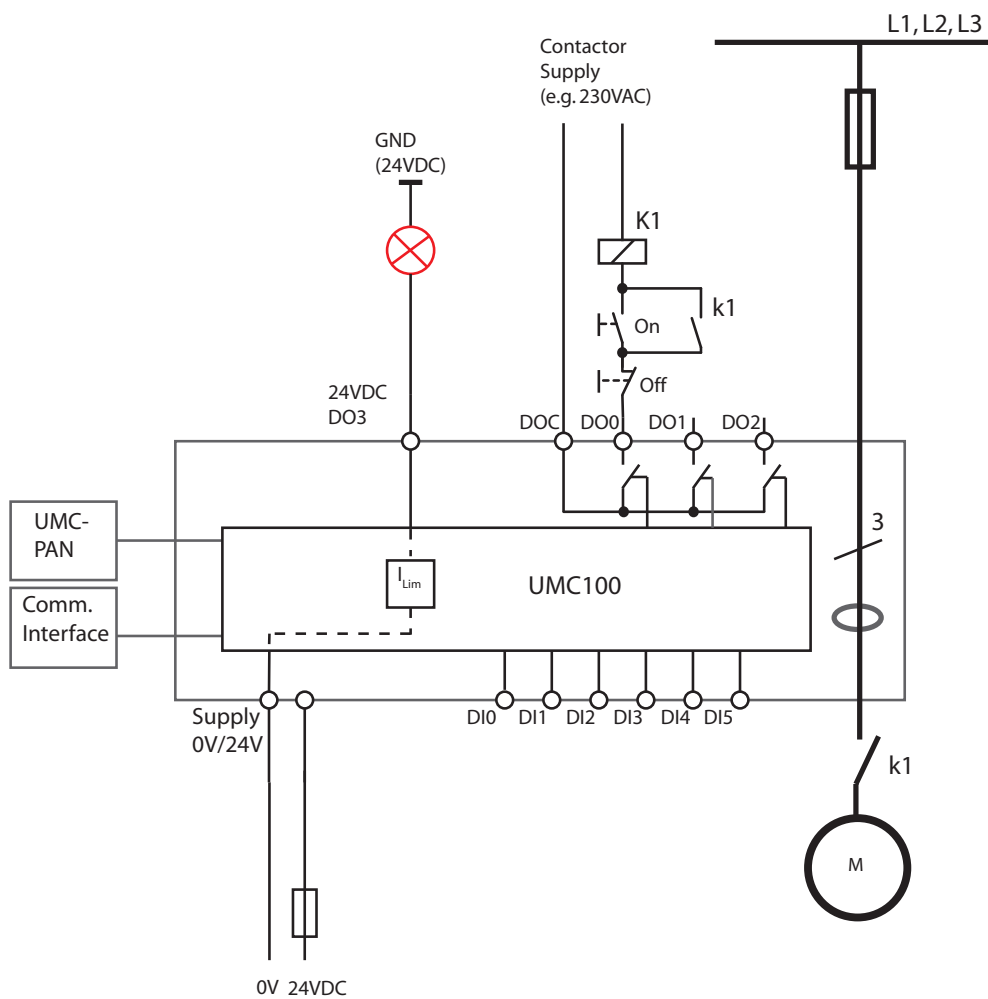 L1, L2, L3
Contactor
Supply
(e.g. 230VAC)
GND
(24VDC)
K1
k1
On
Off
24VDC
DO3
DOC
DO0
DO1
DO2
UMC-
PAN
3
ILim
UMC100
Comm.
Interface
Supply
0V/24V
DI0
DI1
DI2
DI3
DI4
DI5
k1
M
0V
24VDC